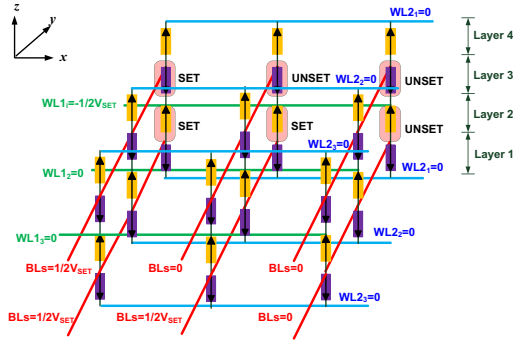 z
y
x
WL2₁=0
Layer 4
Layer 3
Layer 2
Layer 1
SET
UNSET
WL2₂=0
UNSET
WL1₁=-1/2V_SET
SET
SET
UNSET
WL2₃=0
WL1₂=0
WL2₁=0
WL1₃=0
WL2₂=0
BLs=1/2V_SET
BLs=0
BLs=0
WL2₃=0
BLs=1/2V_SET
BLs=1/2V_SET
BLs=0